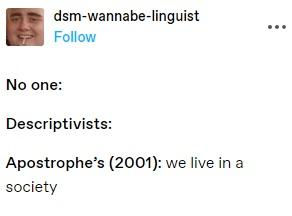 dsm-wannabe-linguist
Follow
No one:
Descriptivists:
Apostrophe’s (2001): we live in a
society